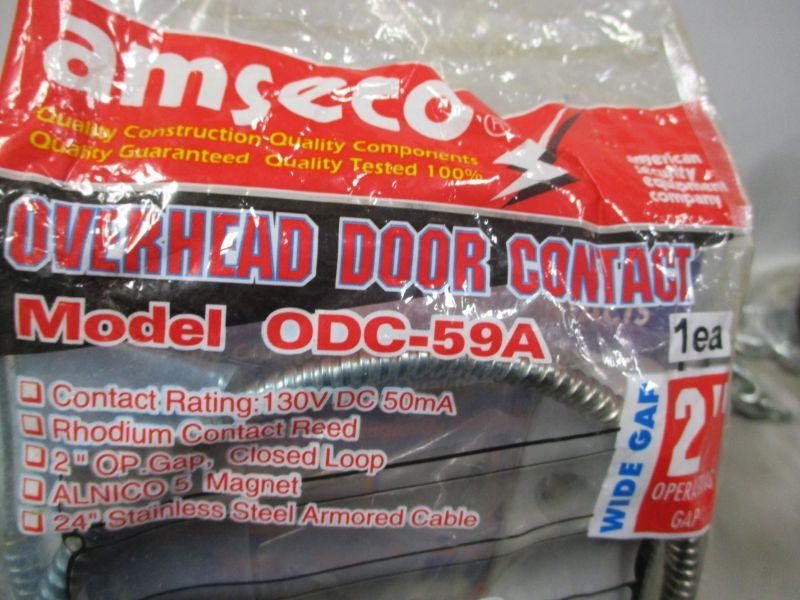 amseco®
Quality Construction-Quality Components
Quality Guaranteed Quality Tested 100%
american
security
equipment
company
OVERHEAD DOOR CONTACT
Model ODC-59A
1ea
Contact Rating:130V DC 50mA
Rhodium Contact Reed
2" OP.Gap, Closed Loop
ALNICO 5 Magnet
24" Stainless Steel Armored Cable
WIDE GAP
2"
OPERATING
GAP